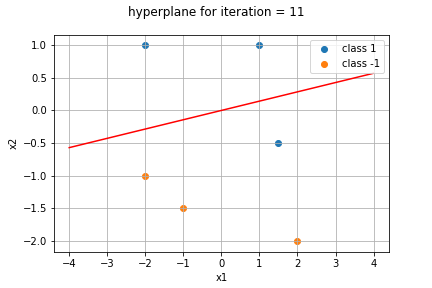 hyperplane for iteration = 11
class 1
class -1
1.0
0.5
0.0
−0.5
−1.0
−1.5
−2.0
x2
−4 −3 −2 −1 0 1 2 3 4
x1